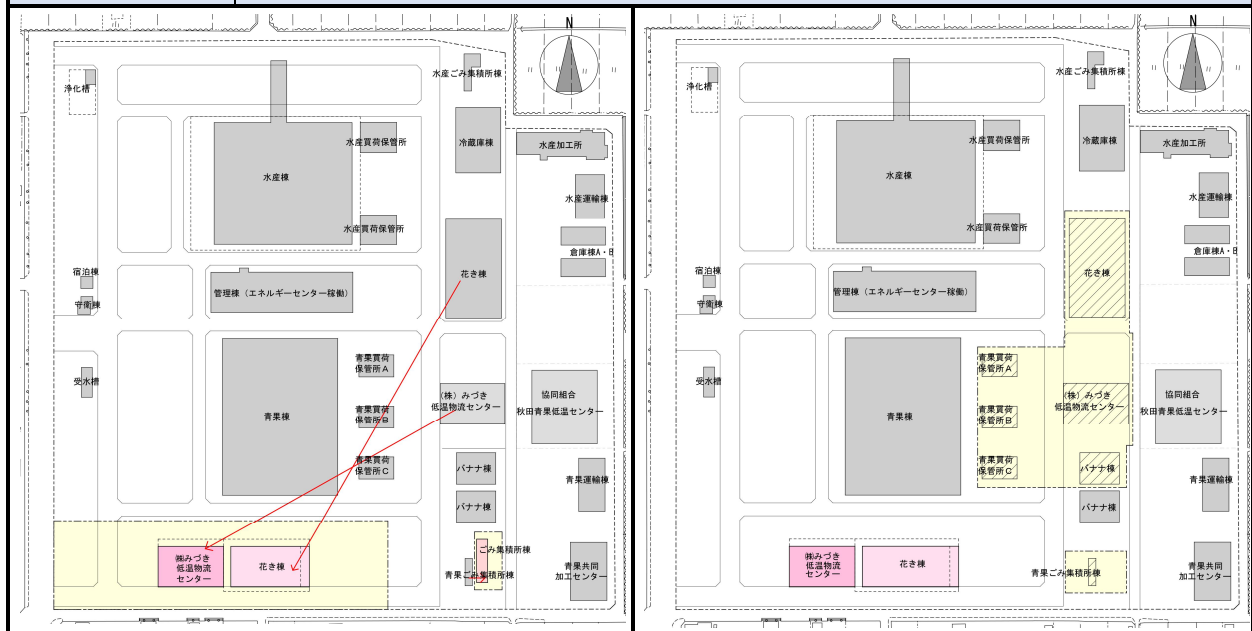 N
水産ごみ集積所棟
浄化槽
冷蔵庫棟
水産買荷保管所
水産加工所
水産棟
水産運輸棟
水産買荷保管所
倉庫棟A・B
宿泊棟
花き棟
守衛棟
管理棟（エネルギーセンター稼働）
青果買荷
保管所A
受水槽
（株）みづき
低温物流センター
協同組合
秋田青果低温センター
青果棟
青果買荷
保管所B
青果買荷
保管所C
バナナ棟
青果運輸棟
バナナ棟
ごみ集積所棟
㈱みづき
低温物流
センター
花き棟
青果ごみ集積所棟
青果共同
加工センター
N
水産ごみ集積所棟
浄化槽
冷蔵庫棟
水産買荷保管所
水産加工所
水産棟
水産運輸棟
水産買荷保管所
倉庫棟A・B
宿泊棟
花き棟
守衛棟
管理棟（エネルギーセンター稼働）
青果買荷
保管所A
受水槽
（株）みづき
低温物流センター
協同組合
秋田青果低温センター
青果棟
青果買荷
保管所B
青果買荷
保管所C
バナナ棟
青果運輸棟
バナナ棟
㈱みづき
低温物流
センター
花き棟
青果ごみ集積所棟
青果共同
加工センター